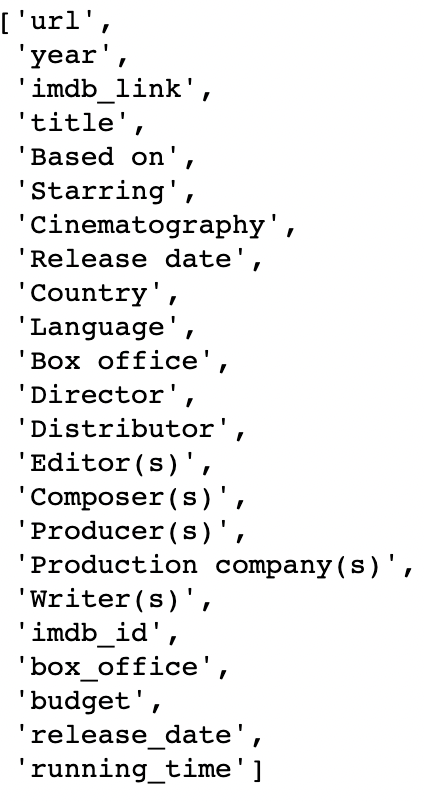 ['url',
'year',
'imdb_link',
'title',
'Based on',
'Starring',
'Cinematography',
'Release date',
'Country',
'Language',
'Box office',
'Director',
'Distributor',
'Editor(s)',
'Composer(s)',
'Producer(s)',
'Production company(s)',
'Writer(s)',
'imdb_id',
'box_office',
'budget',
'release_date',
'running_time']